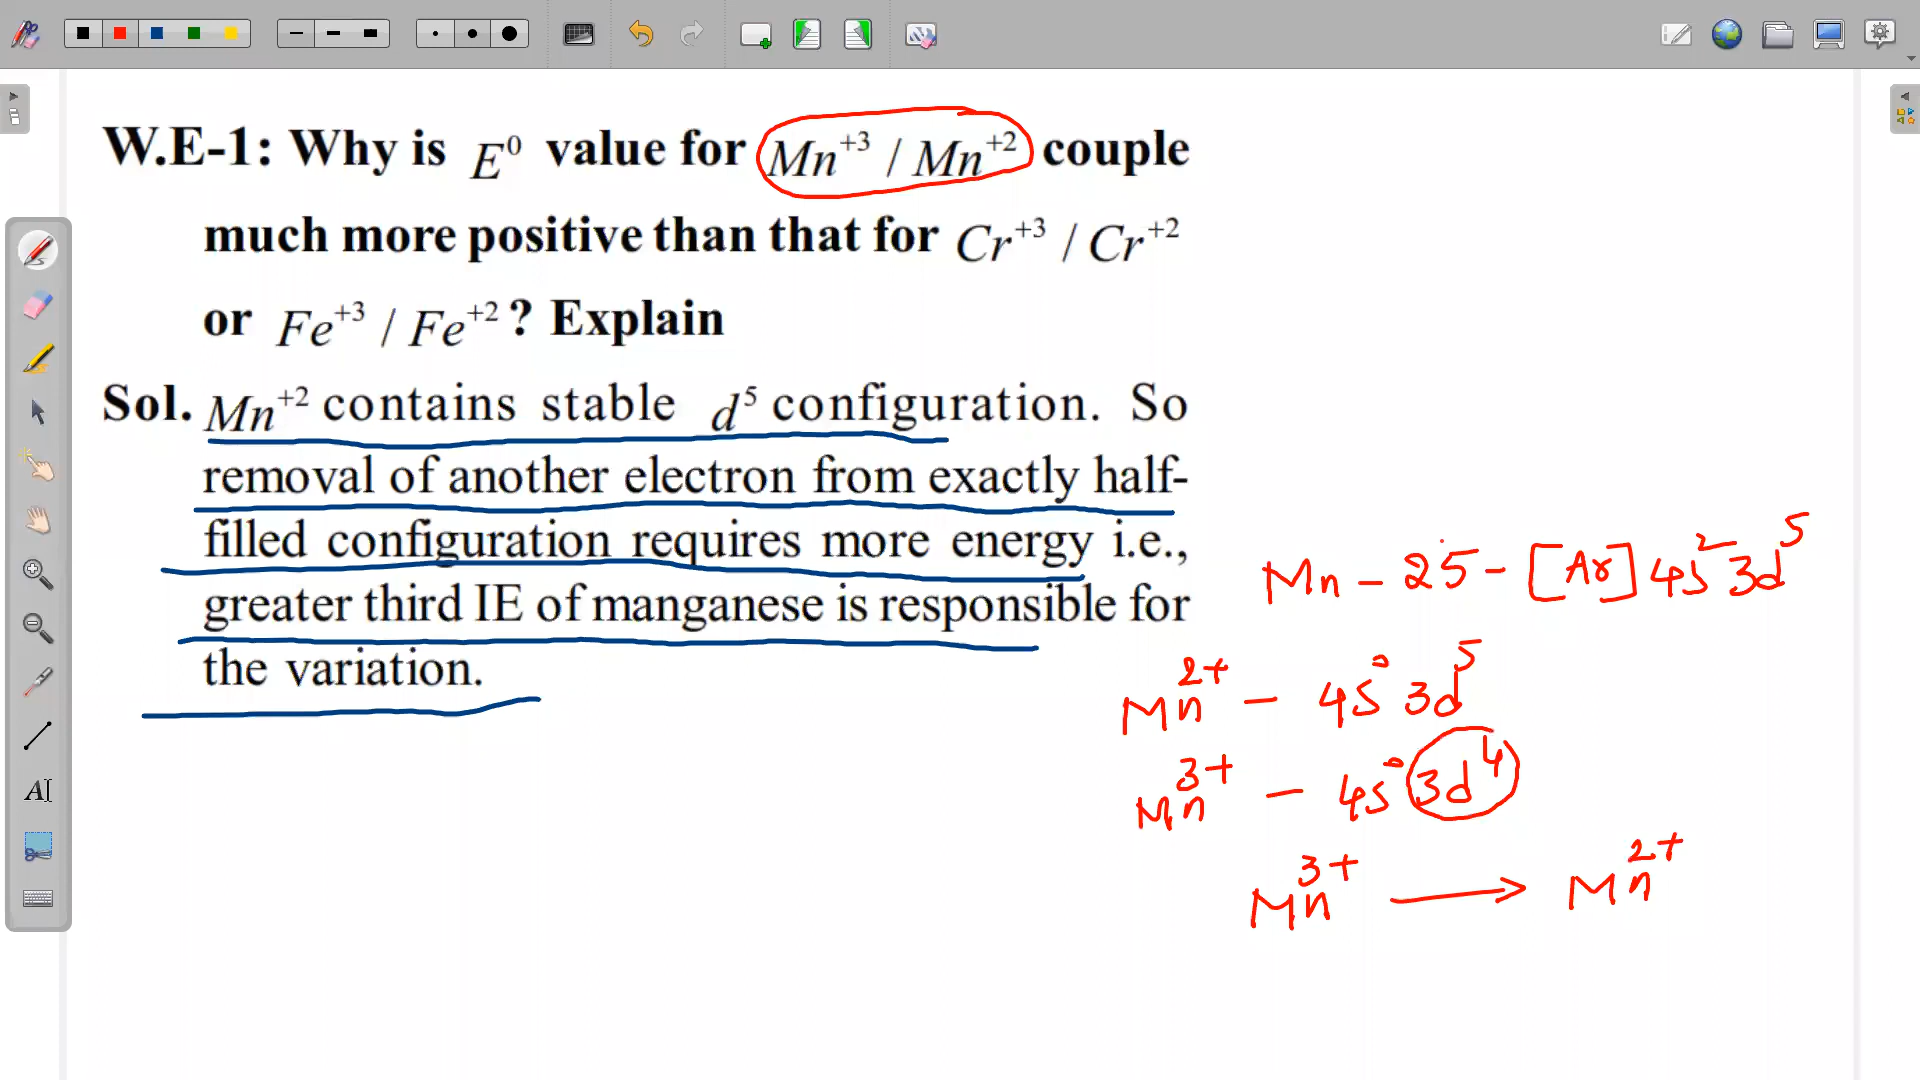 W.E-1: Why is E⁰ value for Mn⁺³ / Mn⁺² couple
much more positive than that for Cr⁺³ / Cr⁺²
or Fe⁺³ / Fe⁺² ? Explain
Sol. Mn⁺² contains stable d⁵ configuration. So
removal of another electron from exactly half-
filled configuration requires more energy i.e.,
greater third IE of manganese is responsible for
the variation.
Mn - 25 - [Ar] 4s² 3d⁵
Mn²⁺ - 4s⁰ 3d⁵
Mn³⁺ - 4s⁰ 3d⁴
Mn³⁺ → Mn²⁺